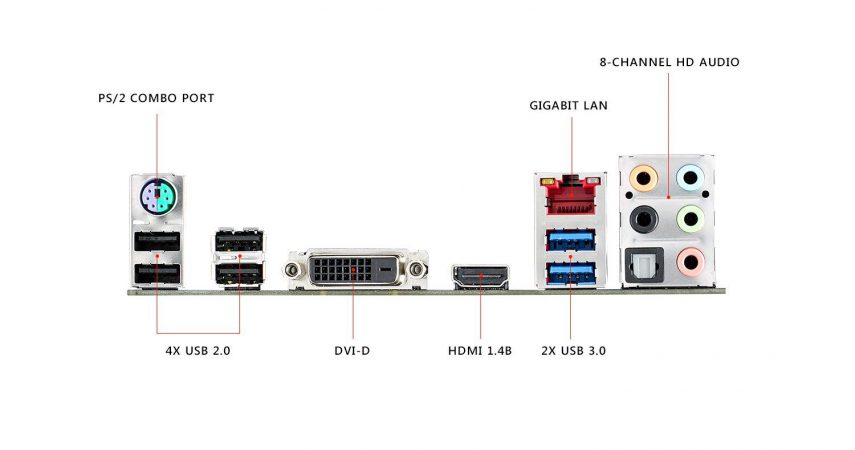 8-CHANNEL HD AUDIO
PS/2 COMBO PORT
GIGABIT LAN
4X USB 2.0
DVI-D
HDMI 1.4B
2X USB 3.0